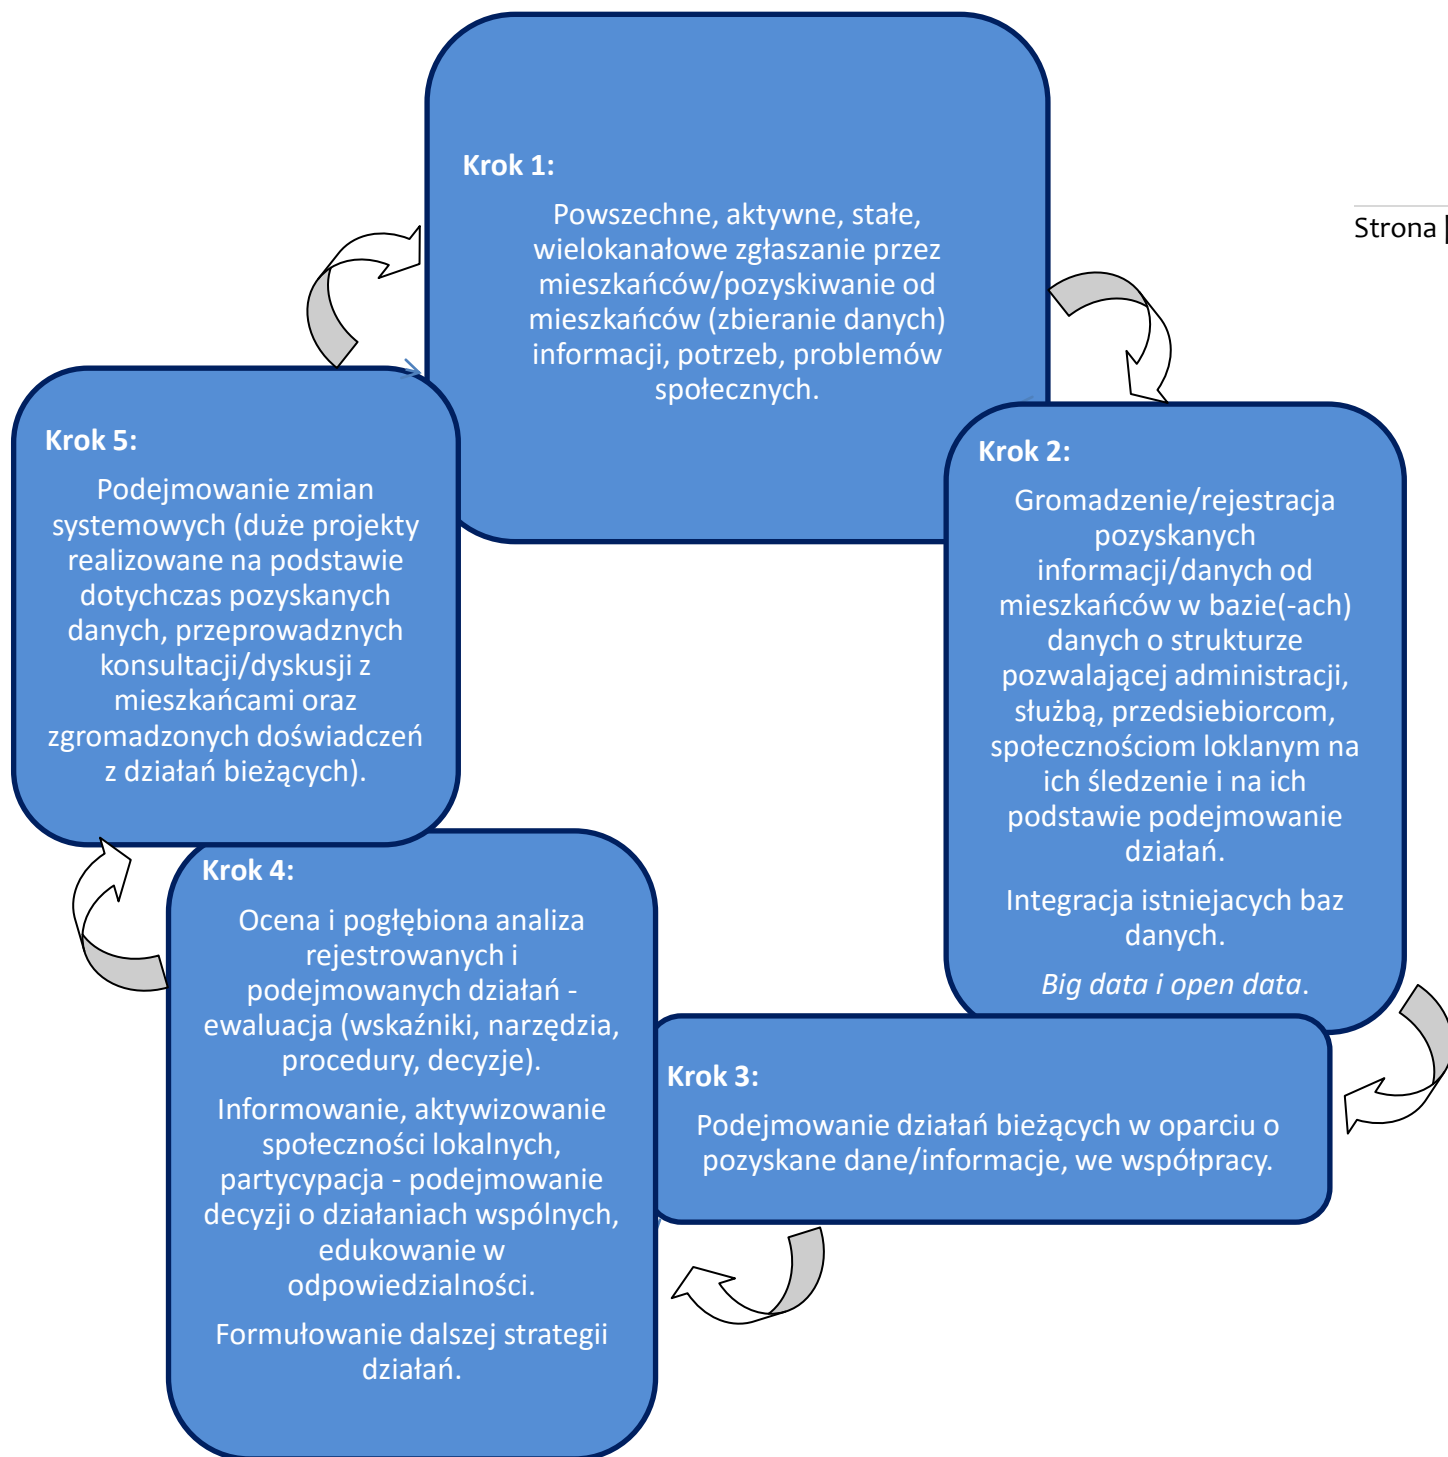 Krok 1:
Powszechne, aktywne, stałe,
wielokanałowe zgłaszanie przez
mieszkańców/pozyskiwanie od
mieszkańców (zbieranie danych)
informacji, potrzeb, problemów
społecznych.
Strona [
Krok 2:
Gromadzenie/rejestracja
pozyskanych
informacji/danych od
mieszkańców w bazie(-ach)
danych o strukturze
pozwalającej administracji,
służbą, przedsiebiorcom,
społecznościom loklanym na
ich śledzenie i na ich
podstawie podejmowanie
działań.
Integracja istniejacych baz
danych.
Big data i open data.
Krok 3:
Podejmowanie działań bieżących w oparciu o
pozyskane dane/informacje, we współpracy.
Krok 4:
Ocena i pogłębiona analiza
rejestrowanych i
podejmowanych działań -
ewaluacja (wskaźniki, narzędzia,
procedury, decyzje).
Informowanie, aktywizowanie
społeczności lokalnych,
partycypacja - podejmowanie
decyzji o działaniach wspólnych,
edukowanie w
odpowiedzialności.
Formułowanie dalszej strategii
działań.
Krok 5:
Podejmowanie zmian
systemowych (duże projekty
realizowane na podstawie
dotychczas pozyskanych
danych, przeprowadznych
konsultacji/dyskusji z
mieszkańcami oraz
zgromadzonych doświadczeń
z działań bieżących).